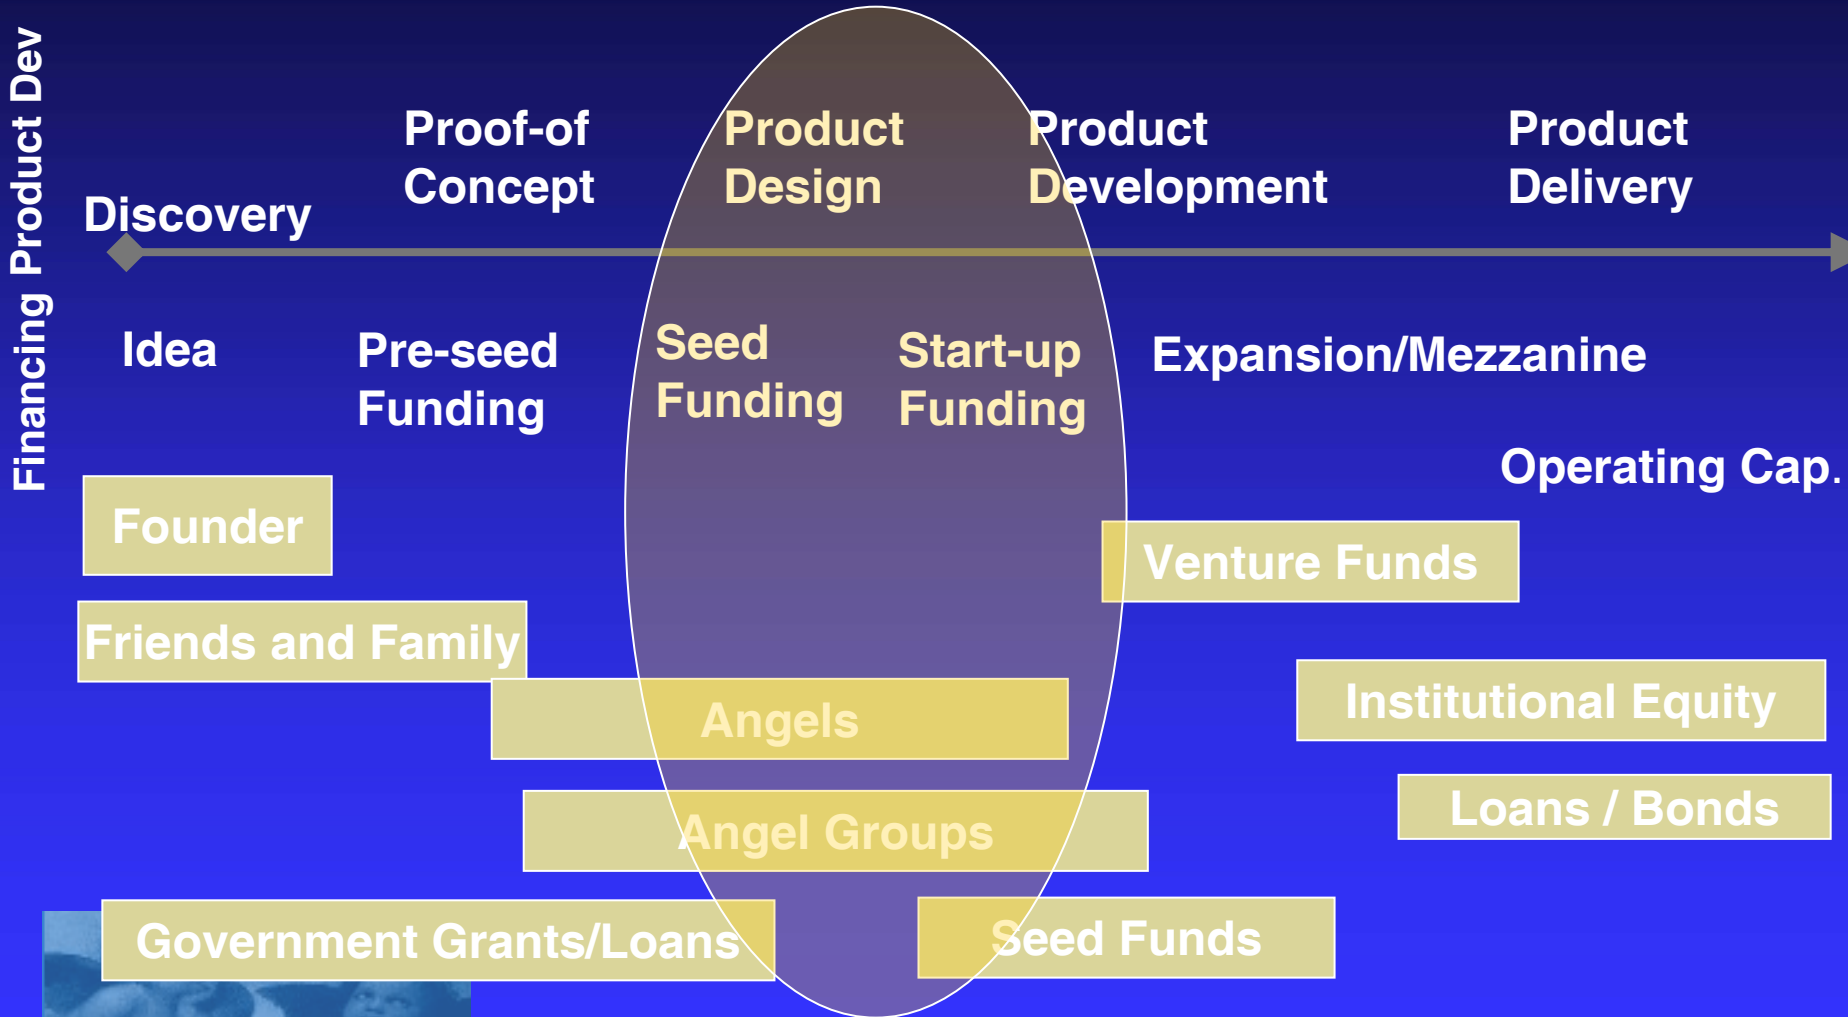 Financing Product Dev
Discovery
Proof-of
Concept
Product
Design
Product
Development
Product
Delivery
Idea
Pre-seed
Funding
Seed
Funding
Start-up
Funding
Expansion/Mezzanine
Operating Cap.
Founder
Venture Funds
Friends and Family
Institutional Equity
Angels
Loans / Bonds
Angel Groups
Government Grants/Loans
Seed Funds